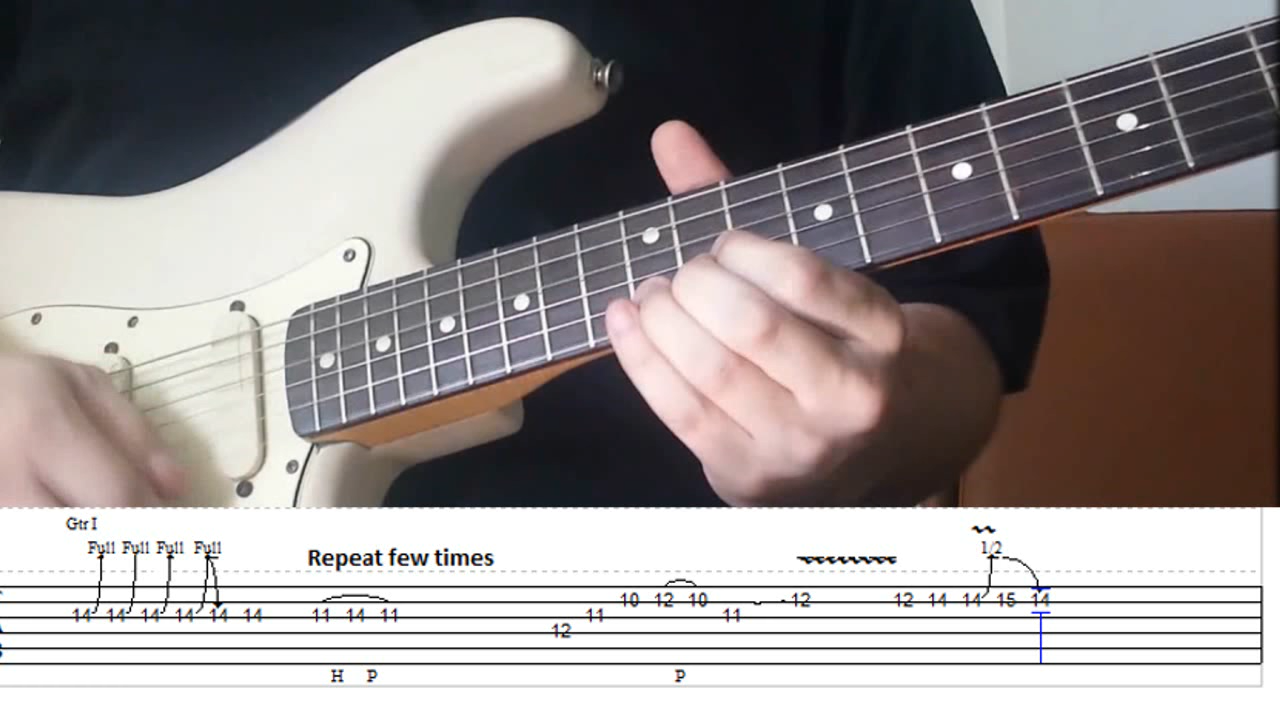 Gtr I
Full Full Full Full
Repeat few times
1/2
10 12 10 12 12 14 14 15 14
14 14 14 14 14 14 11 14 11 11 11
12
H P P